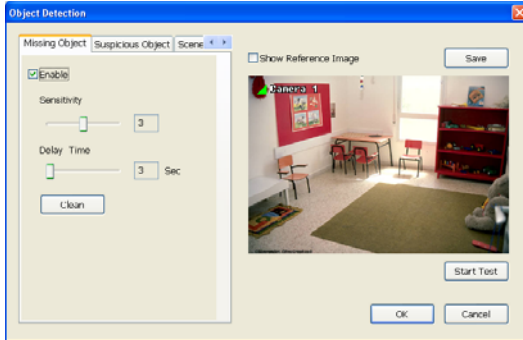 Object Detection
Missing Object
Suspicious Object
Scene
Enable
Sensitivity
3
Delay Time
3 Sec
Clean
Show Reference Image
Save
Camera 1
Start Test
OK
Cancel